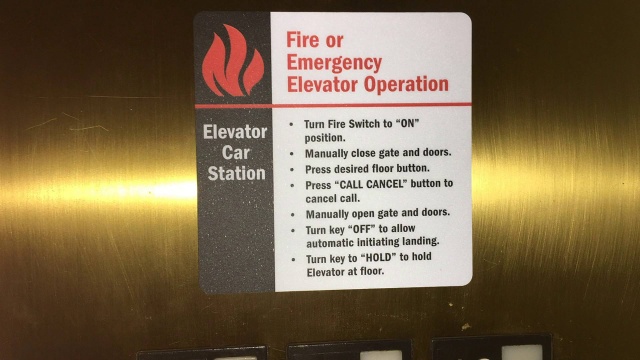 Fire or
Emergency
Elevator Operation
Elevator
Car
Station
• Turn Fire Switch to “ON”
position.
• Manually close gate and doors.
• Press desired floor button.
• Press “CALL CANCEL” button to
cancel call.
• Manually open gate and doors.
• Turn key “OFF” to allow
automatic initiating landing.
• Turn key to “HOLD” to hold
Elevator at floor.